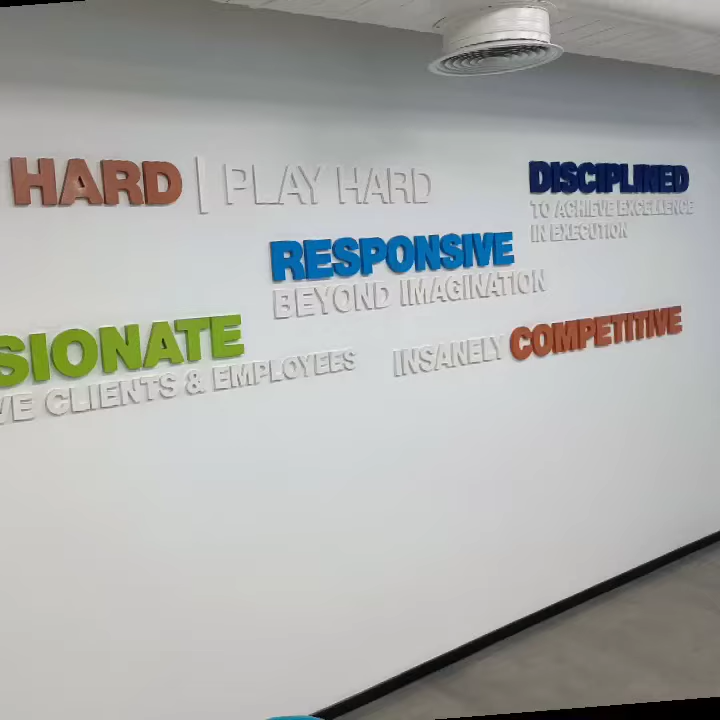 HARD | PLAY HARD
DISCIPLINED
TO ACHIEVE EXCELLENCE
IN EXECUTION
RESPONSIVE
BEYOND IMAGINATION
SIONATE
VE CLIENTS & EMPLOYEES
INSANELY COMPETITIVE